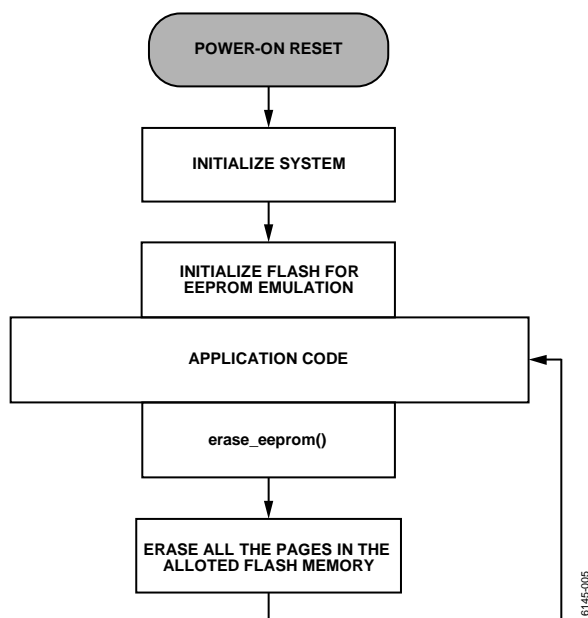 POWER-ON RESET
INITIALIZE SYSTEM
INITIALIZE FLASH FOR
EEPROM EMULATION
APPLICATION CODE
erase_eeprom()
ERASE ALL THE PAGES IN THE
ALLOTED FLASH MEMORY
6145-005